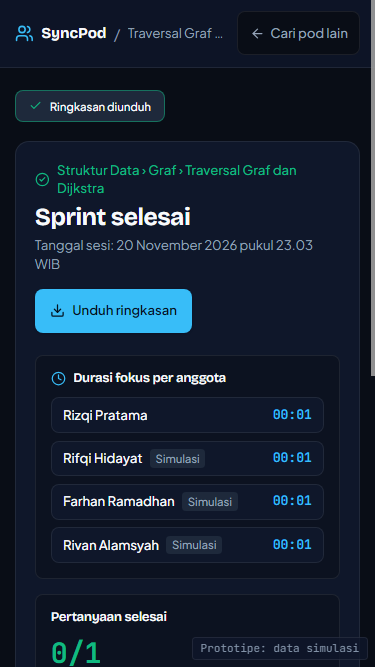 SyncPod / Traversal Graf ... Cari pod lain
Ringkasan diunduh
Struktur Data › Graf › Traversal Graf dan
Dijkstra
Sprint selesai
Tanggal sesi: 20 November 2026 pukul 23.03
WIB
Unduh ringkasan
Durasi fokus per anggota
Rizqi Pratama 00:01
Rifqi Hidayat Simulasi 00:01
Farhan Ramadhan Simulasi 00:01
Rivan Alamsyah Simulasi 00:01
Pertanyaan selesai
0/1
Prototipe: data simulasi